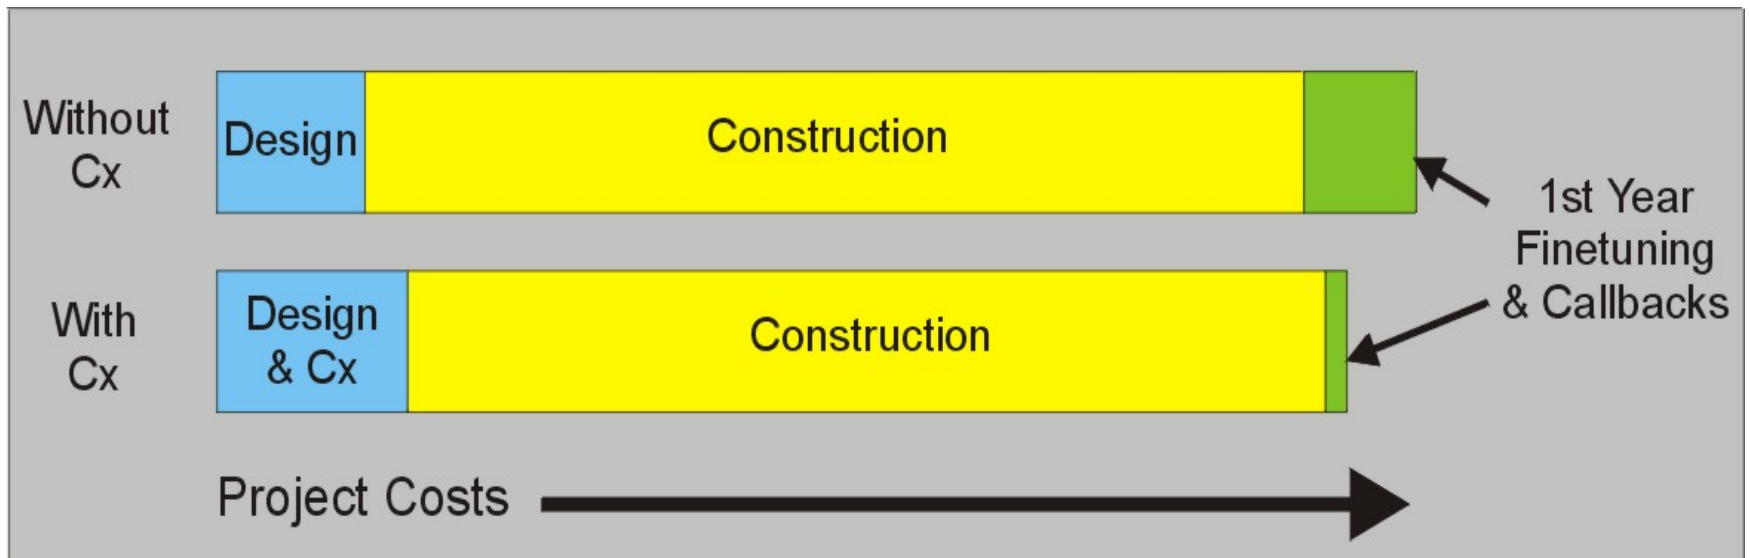 Without
Cx
Design
Construction
1st Year
Finetuning
& Callbacks
With
Cx
Design
& Cx
Construction
Project Costs